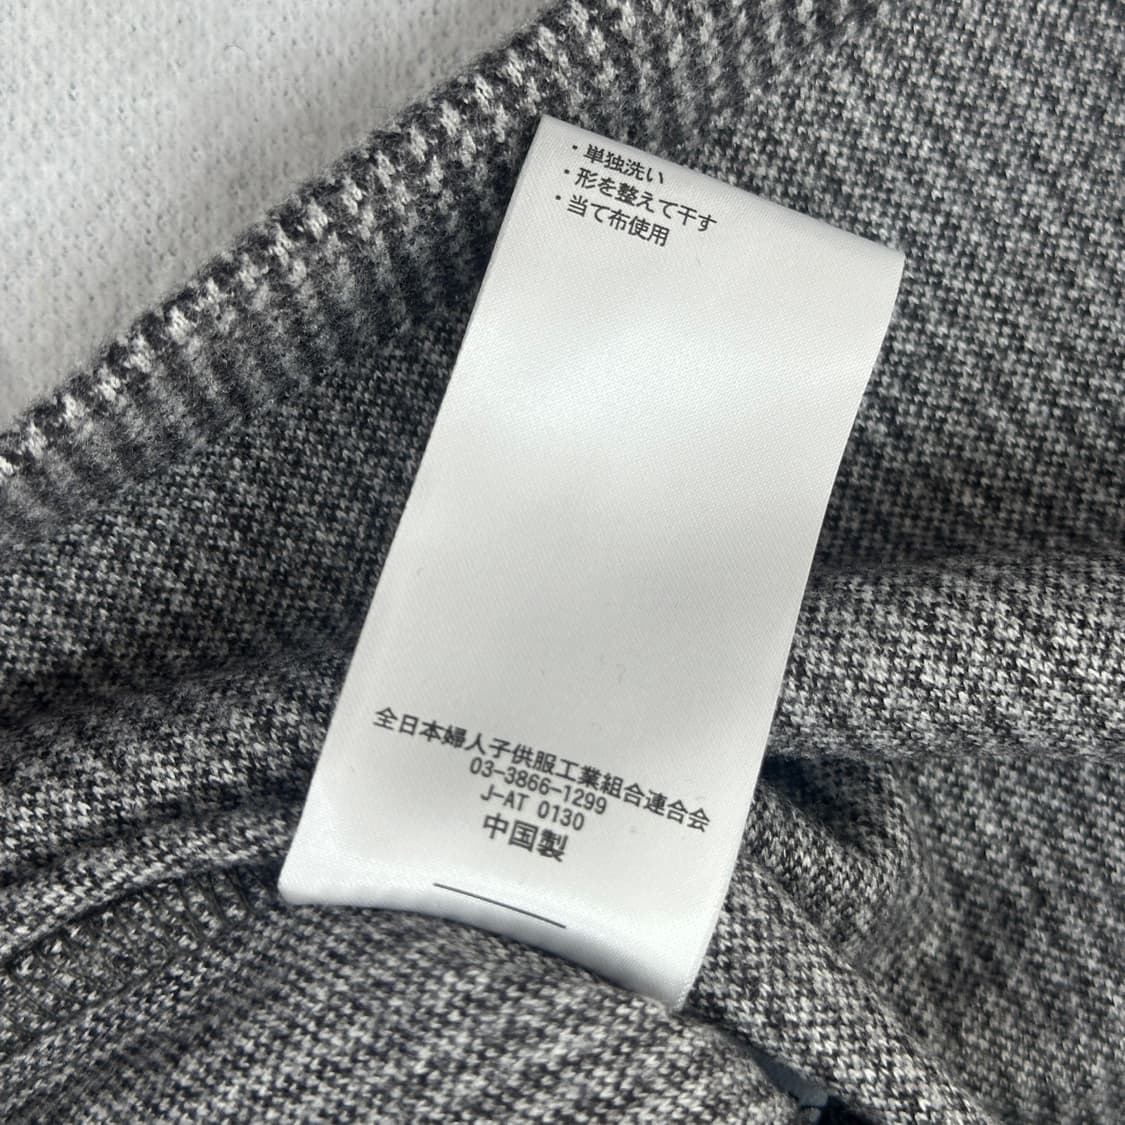 ・単独洗い
・形を整えて干す
・当て布使用
全日本婦人子供服工業組合連合会
03-3866-1299
J-AT 0130
中国製